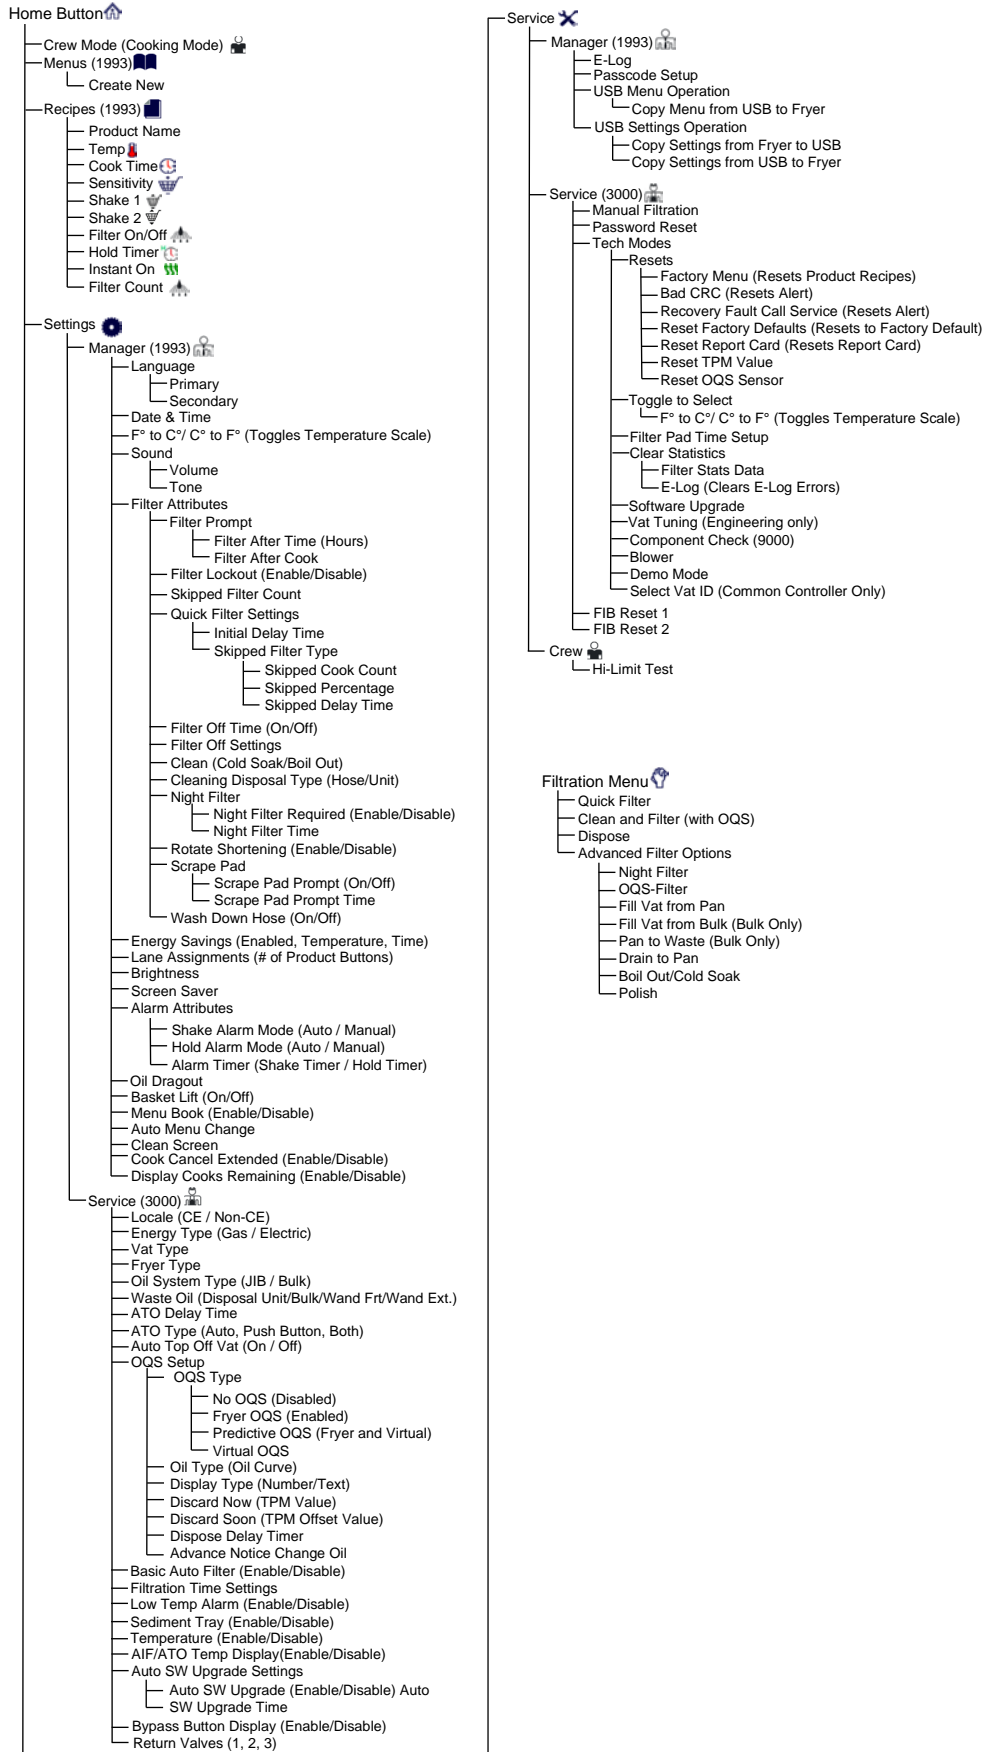 Home Button
Crew Mode (Cooking Mode)
Menus (1993)
Create New
Recipes (1993)
Product Name
Temp
Cook Time
Sensitivity
Shake 1
Shake 2
Filter On/Off
Hold Timer
Instant On
Filter Count
Settings
Manager (1993)
Language
Primary
Secondary
Date & Time
F° to C°/ C° to F° (Toggles Temperature Scale)
Sound
Volume
Tone
Filter Attributes
Filter Prompt
Filter After Time (Hours)
Filter After Cook
Filter Lockout (Enable/Disable)
Skipped Filter Count
Quick Filter Settings
Initial Delay Time
Skipped Filter Type
Skipped Cook Count
Skipped Percentage
Skipped Delay Time
Filter Off Time (On/Off)
Filter Off Settings
Clean (Cold Soak/Boil Out)
Cleaning Disposal Type (Hose/Unit)
Night Filter
Night Filter Required (Enable/Disable)
Night Filter Time
Rotate Shortening (Enable/Disable)
Scrape Pad
Scrape Pad Prompt (On/Off)
Scrape Pad Prompt Time
Wash Down Hose (On/Off)
Energy Savings (Enabled, Temperature, Time)
Lane Assignments (# of Product Buttons)
Brightness
Screen Saver
Alarm Attributes
Shake Alarm Mode (Auto / Manual)
Hold Alarm Mode (Auto / Manual)
Alarm Timer (Shake Timer / Hold Timer)
Oil Dragout
Basket Lift (On/Off)
Menu Book (Enable/Disable)
Auto Menu Change
Clean Screen
Cook Cancel Extended (Enable/Disable)
Display Cooks Remaining (Enable/Disable)
Service (3000)
Locale (CE / Non-CE)
Energy Type (Gas / Electric)
Vat Type
Fryer Type
Oil System Type (JIB / Bulk)
Waste Oil (Disposal Unit/Bulk/Wand Frt/Wand Ext.)
ATO Delay Time
ATO Type (Auto, Push Button, Both)
Auto Top Off Vat (On / Off)
OQS Setup
OQS Type
No OQS (Disabled)
Fryer OQS (Enabled)
Predictive OQS (Fryer and Virtual)
Virtual OQS
Oil Type (Oil Curve)
Display Type (Number/Text)
Discard Now (TPM Value)
Discard Soon (TPM Offset Value)
Dispose Delay Timer
Advance Notice Change Oil
Basic Auto Filter (Enable/Disable)
Filtration Time Settings
Low Temp Alarm (Enable/Disable)
Sediment Tray (Enable/Disable)
Temperature (Enable/Disable)
AIF/ATO Temp Display(Enable/Disable)
Auto SW Upgrade Settings
Auto SW Upgrade (Enable/Disable) Auto
SW Upgrade Time
Bypass Button Display (Enable/Disable)
Return Valves (1, 2, 3)
Service
Manager (1993)
E-Log
Passcode Setup
USB Menu Operation
Copy Menu from USB to Fryer
USB Settings Operation
Copy Settings from Fryer to USB
Copy Settings from USB to Fryer
Service (3000)
Manual Filtration
Password Reset
Tech Modes
Resets
Factory Menu (Resets Product Recipes)
Bad CRC (Resets Alert)
Recovery Fault Call Service (Resets Alert)
Reset Factory Defaults (Resets to Factory Default)
Reset Report Card (Resets Report Card)
Reset TPM Value
Reset OQS Sensor
Toggle to Select
F° to C°/ C° to F° (Toggles Temperature Scale)
Filter Pad Time Setup
Clear Statistics
Filter Stats Data
E-Log (Clears E-Log Errors)
Software Upgrade
Vat Tuning (Engineering only)
Component Check (9000)
Blower
Demo Mode
Select Vat ID (Common Controller Only)
FIB Reset 1
FIB Reset 2
Crew
Hi-Limit Test
Filtration Menu
Quick Filter
Clean and Filter (with OQS)
Dispose
Advanced Filter Options
Night Filter
OQS-Filter
Fill Vat from Pan
Fill Vat from Bulk (Bulk Only)
Pan to Waste (Bulk Only)
Drain to Pan
Boil Out/Cold Soak
Polish